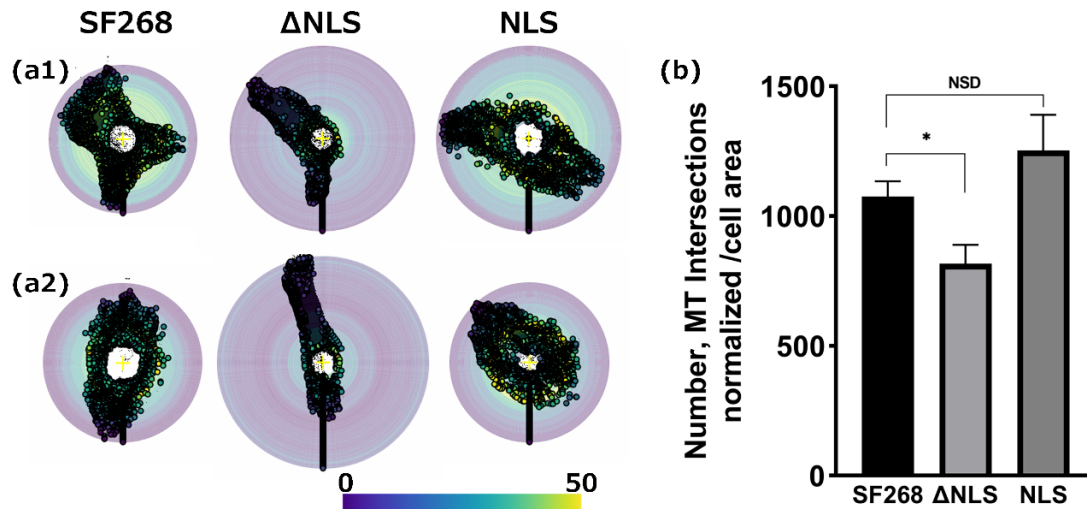 SF268 ΔNLS NLS
(a1)
(a2)
0 50
(b)
Number, MT Intersections
normalized /cell area
1500
1000
500
0
NSD
*
SF268 ΔNLS NLS